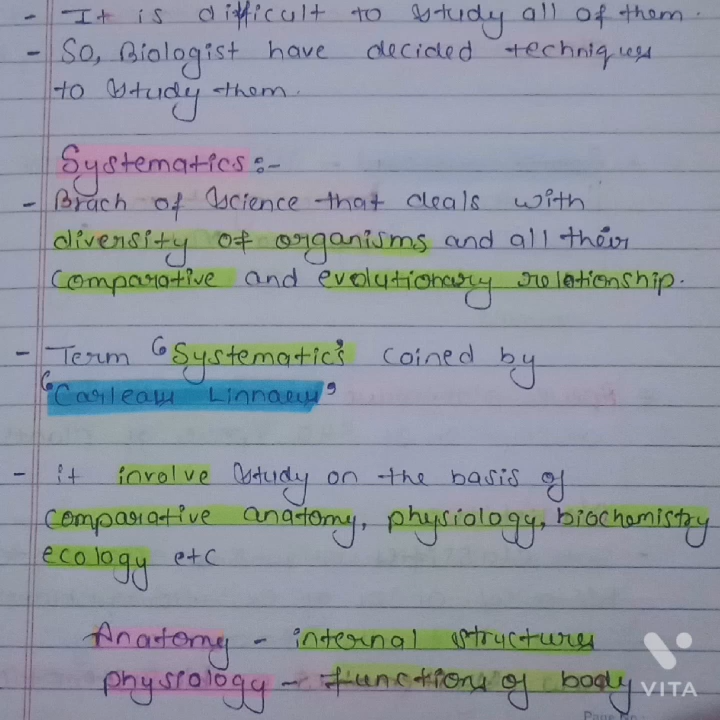 - It is difficult to study all of them.
- So, Biologist have decided techniques
to study them.
Systematics :-
- Brach of Science that deals with
diversity of organisms and all their
comparative and evolutionary relationship.
- Term 'Systematics' coined by
'Carleaus Linnaeus'
- it involve study on the basis of
comparative anatomy, physiology, biochemistry
ecology etc
Anatomy - internal structures
physiology - functions of body
VITA